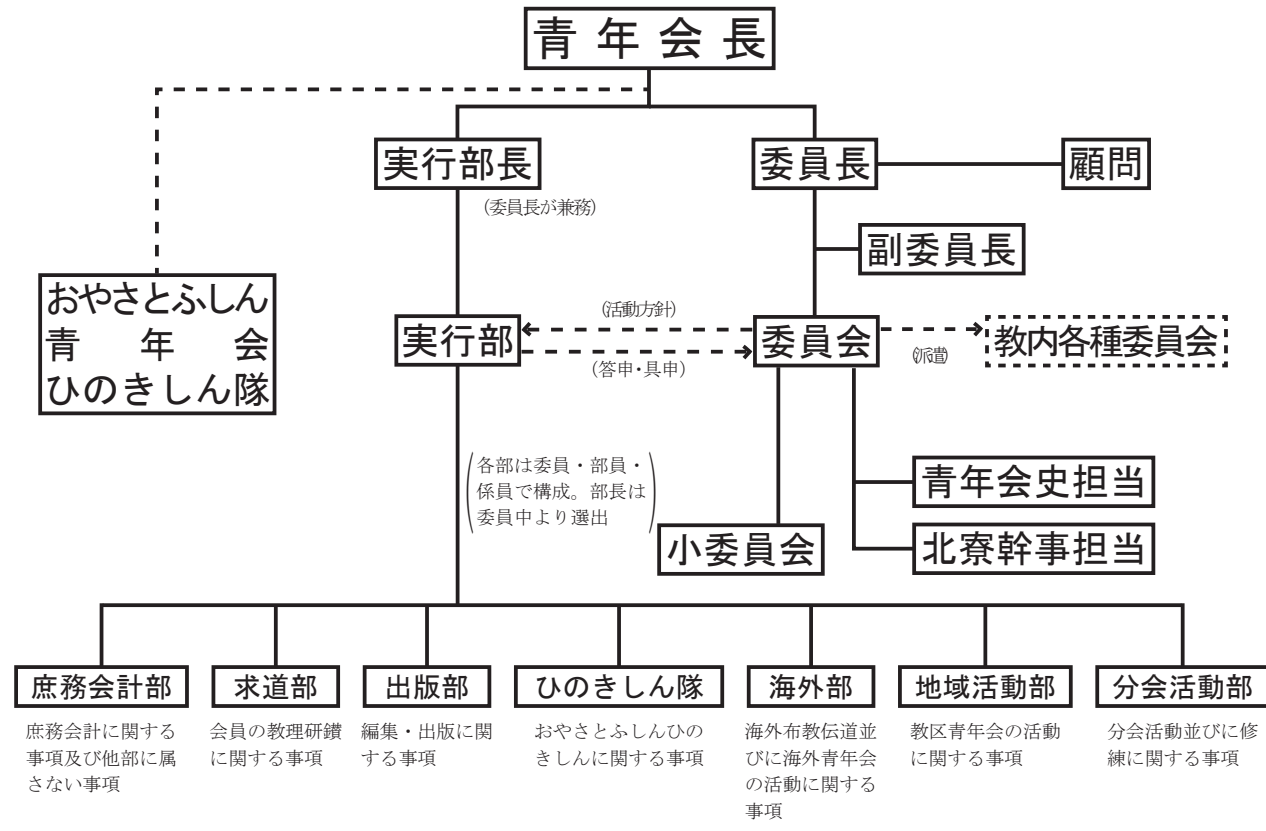 青年会長
実行部長
委員長
顧問
(委員長が兼務)
副委員長
おやさとふしん
青年会
ひのきしん隊
実行部
(活動方針)
(答申・具申)
委員会
(派遣)
教内各種委員会
各部は委員・部員・
係員で構成。部長は
委員中より選出
青年会史担当
小委員会
北寮幹事担当
庶務会計部
求道部
出版部
ひのきしん隊
海外部
地域活動部
分会活動部
庶務会計に関する
事項及び他部に属
さない事項
会員の教理研鑽
に関する事項
編集・出版に関
する事項
おやさとふしんひの
きしんに関する事項
海外布教伝道並
びに海外青年会
の活動に関する
事項
教区青年会の活動
に関する事項
分会活動並びに修
練に関する事項